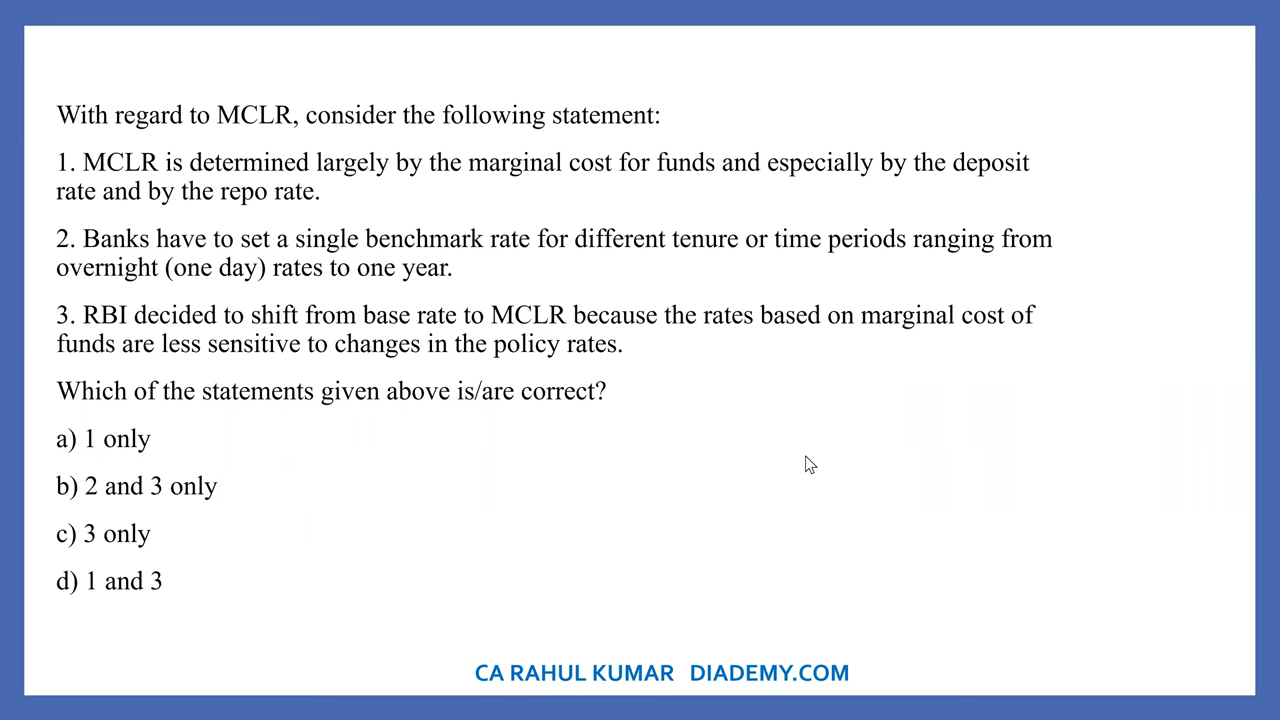 With regard to MCLR, consider the following statement:
1. MCLR is determined largely by the marginal cost for funds and especially by the deposit
rate and by the repo rate.
2. Banks have to set a single benchmark rate for different tenure or time periods ranging from
overnight (one day) rates to one year.
3. RBI decided to shift from base rate to MCLR because the rates based on marginal cost of
funds are less sensitive to changes in the policy rates.
Which of the statements given above is/are correct?
a) 1 only
b) 2 and 3 only
c) 3 only
d) 1 and 3
CA RAHUL KUMAR DIADEMY.COM